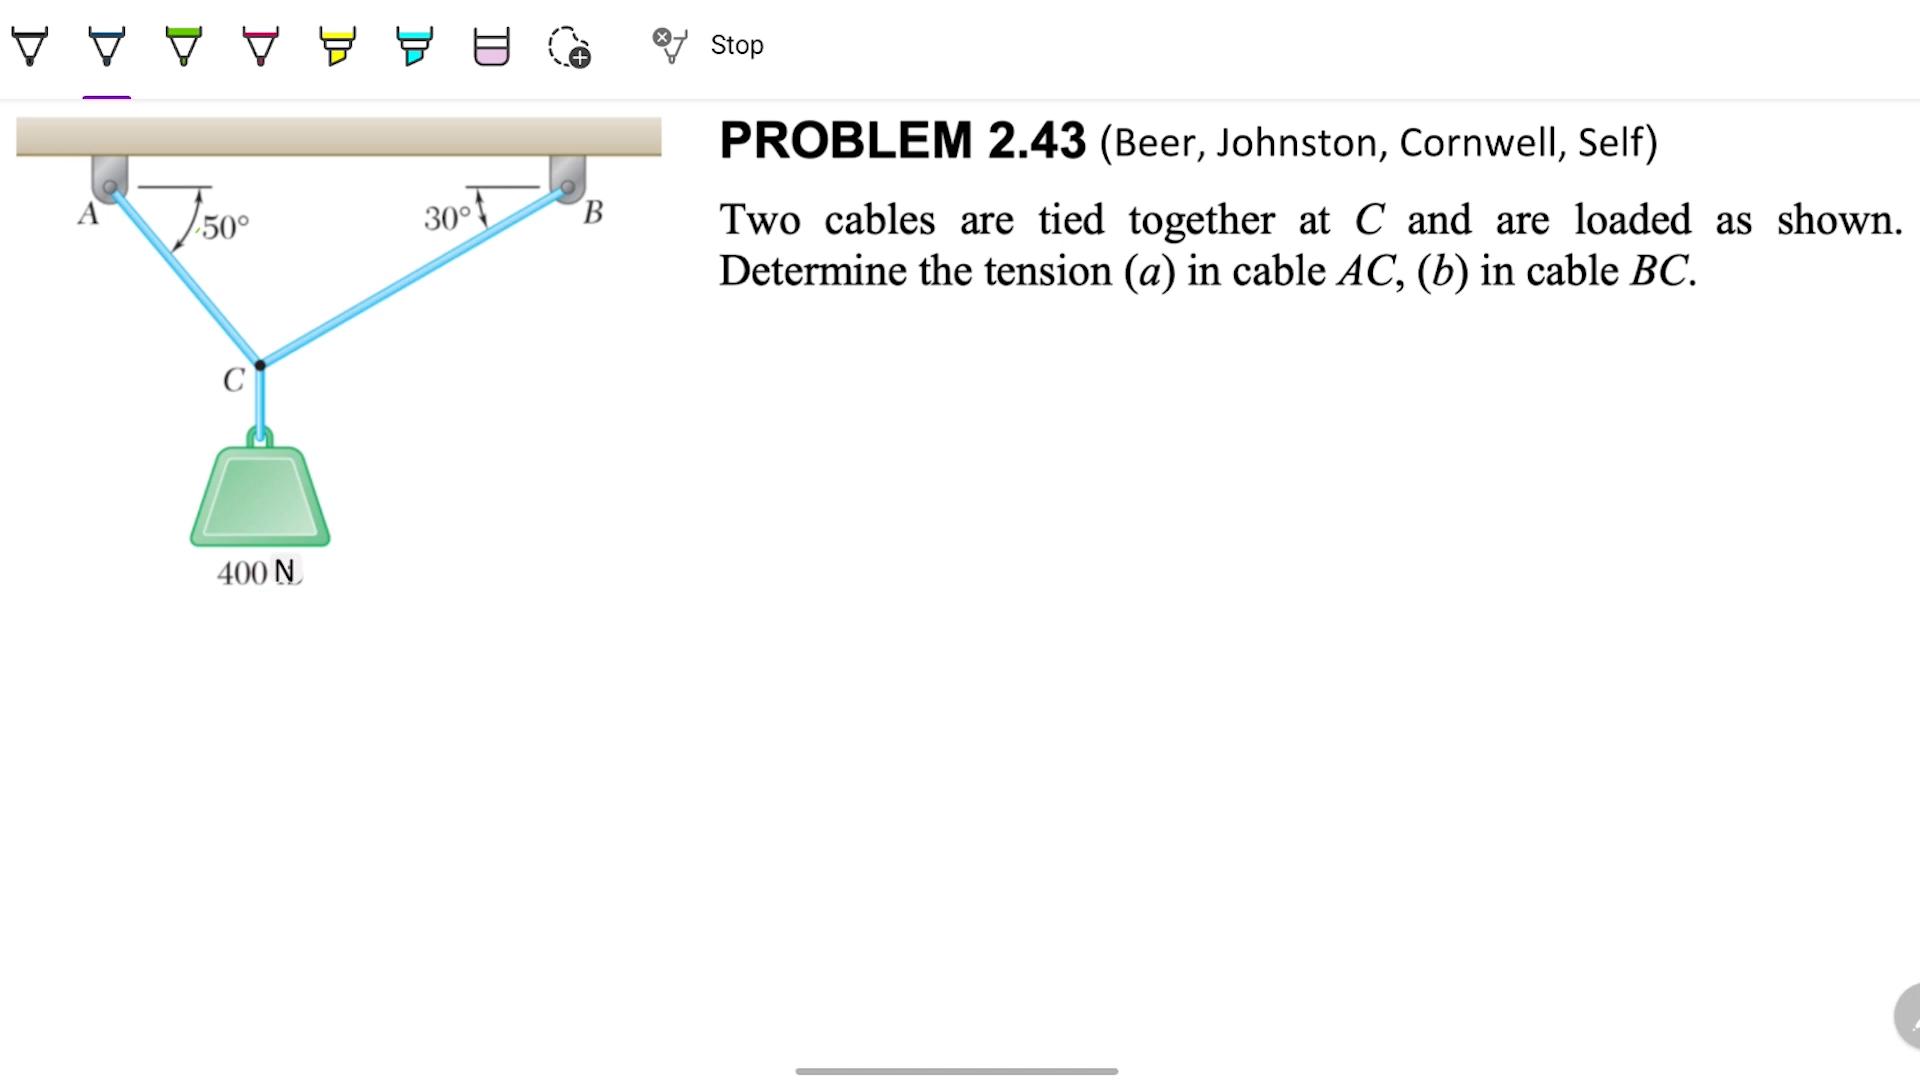 Stop
PROBLEM 2.43 (Beer, Johnston, Cornwell, Self)
Two cables are tied together at C and are loaded as shown.
Determine the tension (a) in cable AC, (b) in cable BC.
A
50°
30°
B
C
400 N